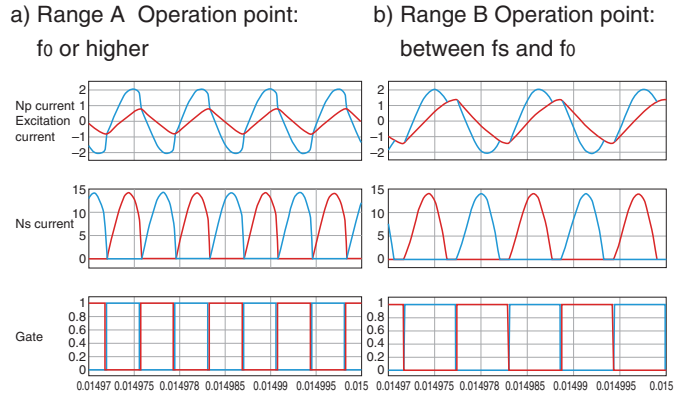 a) Range A Operation point:
f0 or higher
b) Range B Operation point:
between fs and f0
Np current
Excitation
current
2
1
0
−1
−2
2
1
0
−1
−2
Ns current
15
10
5
0
15
10
5
0
Gate
1
0.8
0.6
0.4
0.2
0
1
0.8
0.6
0.4
0.2
0
0.01497 0.014975 0.014978 0.014985 0.01499 0.014995 0.015
0.01497 0.014975 0.014978 0.014985 0.01499 0.014995 0.015